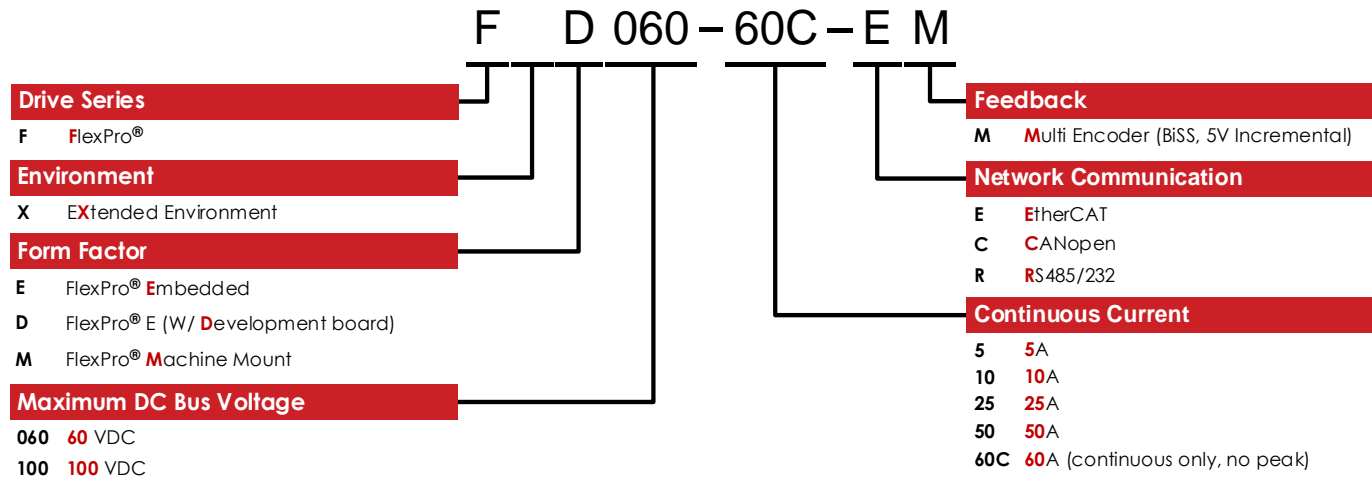 F D 060 – 60C – E M
Drive Series
F FlexPro®
Environment
X EXtended Environment
Form Factor
E FlexPro® Embedded
D FlexPro® E (W/ Development board)
M FlexPro® Machine Mount
Maximum DC Bus Voltage
060 60 VDC
100 100 VDC
Feedback
M Multi Encoder (BiSS, 5V Incremental)
Network Communication
E EtherCAT
C CANopen
R RS485/232
Continuous Current
5 5A
10 10A
25 25A
50 50A
60C 60A (continuous only, no peak)